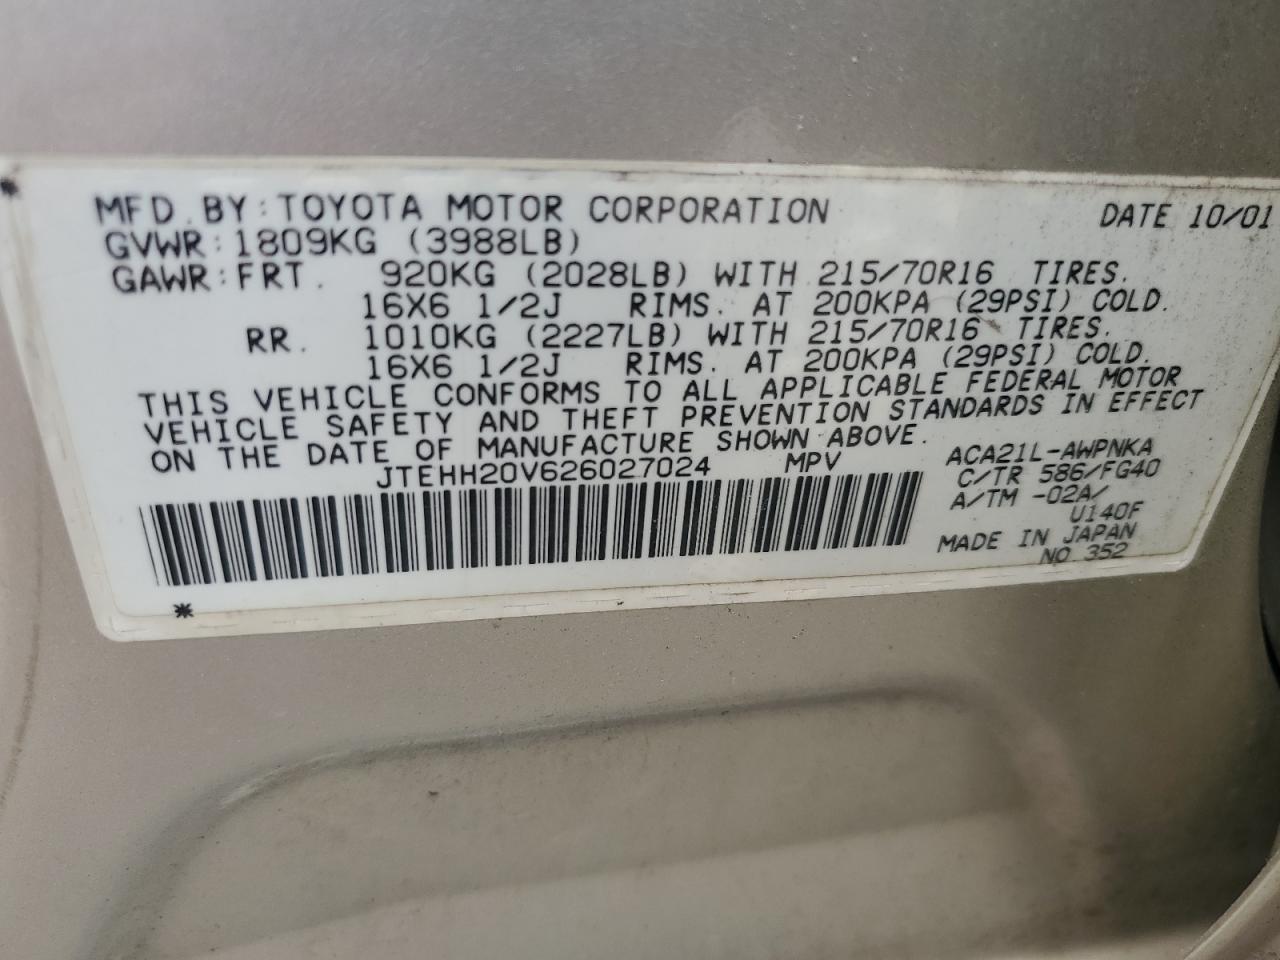 MFD. BY: TOYOTA MOTOR CORPORATION DATE 10/01
GVWR: 1809KG (3988LB)
GAWR: FRT. 920KG (2028LB) WITH 215/70R16 TIRES.
16X6 1/2J RIMS. AT 200KPA (29PSI) COLD.
RR. 1010KG (2227LB) WITH 215/70R16 TIRES.
16X6 1/2J RIMS. AT 200KPA (29PSI) COLD.
THIS VEHICLE CONFORMS TO ALL APPLICABLE FEDERAL MOTOR
VEHICLE SAFETY AND THEFT PREVENTION STANDARDS IN EFFECT
ON THE DATE OF MANUFACTURE SHOWN ABOVE.
JTEHH20V626027024 MPV
ACA21L-AWPNKA
C/TR 586/FG40
A/TM -02A/
U140F
MADE IN JAPAN
NO 352